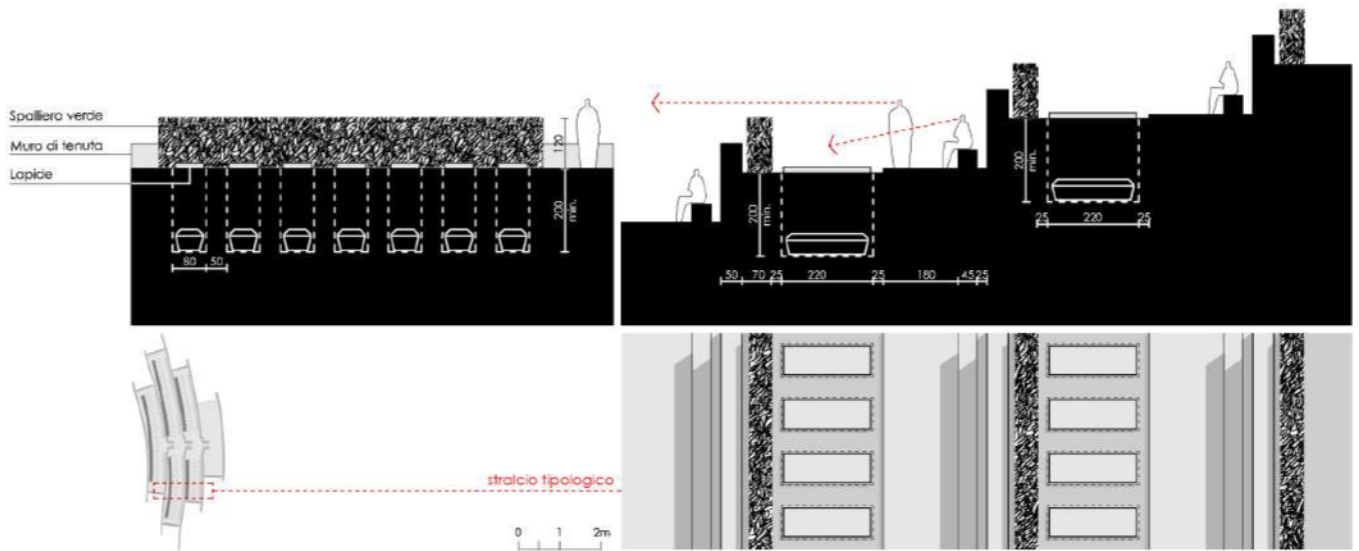 Spalliera verde
Muro di tenuta
Lapide
120
200
min.
80
50
200
min.
50
70
25
220
25
180
45
25
200
min.
25
220
25
stralcio tipologico
0
1
2m